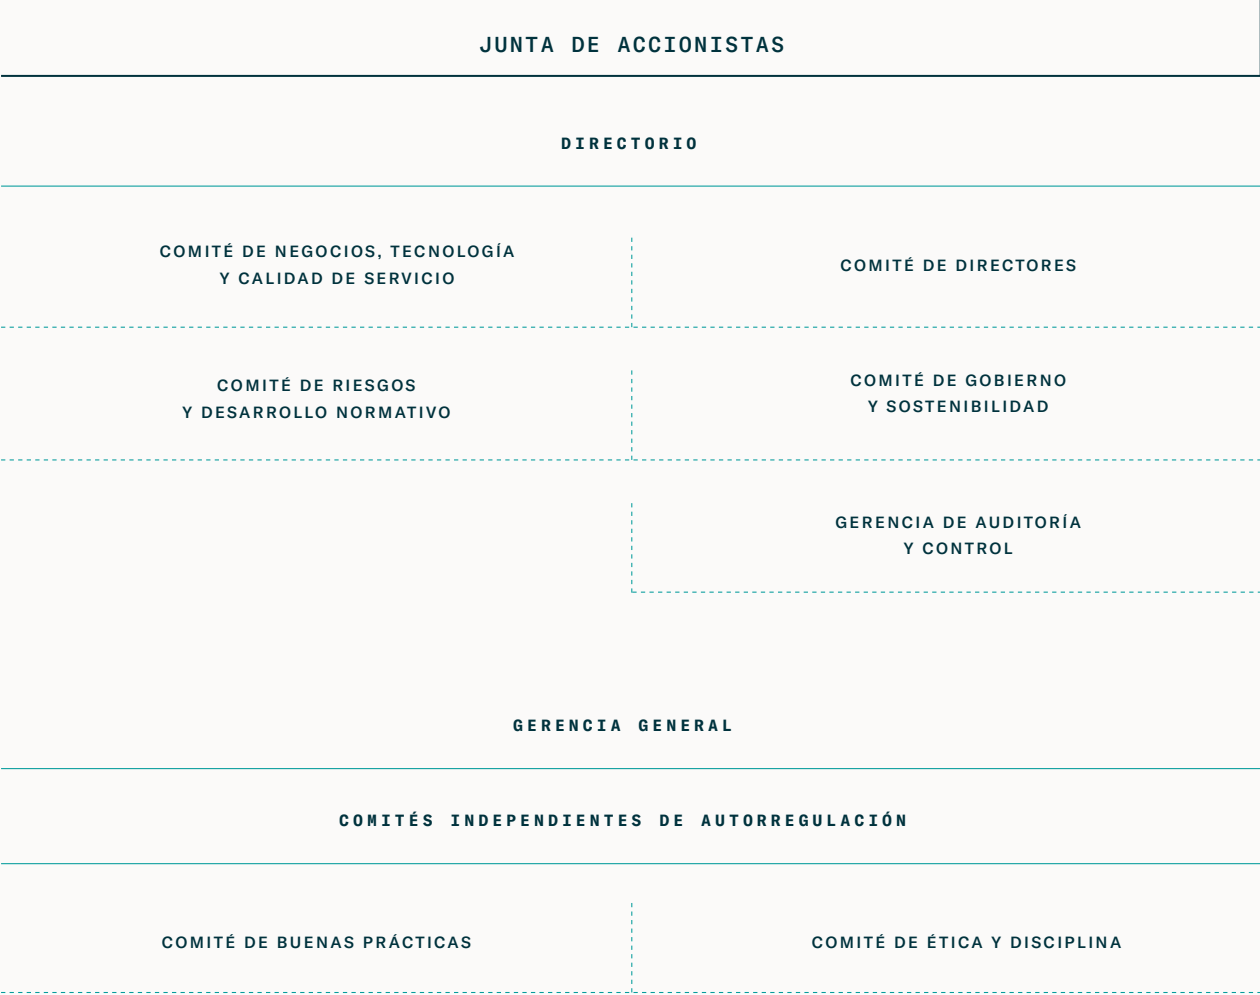 JUNTA DE ACCIONISTAS
DIRECTORIO
COMITÉ DE NEGOCIOS, TECNOLOGÍA
Y CALIDAD DE SERVICIO
COMITÉ DE DIRECTORES
COMITÉ DE RIESGOS
Y DESARROLLO NORMATIVO
COMITÉ DE GOBIERNO
Y SOSTENIBILIDAD
GERENCIA DE AUDITORÍA
Y CONTROL
GERENCIA GENERAL
COMITÉS INDEPENDIENTES DE AUTORREGULACIÓN
COMITÉ DE BUENAS PRÁCTICAS
COMITÉ DE ÉTICA Y DISCIPLINA